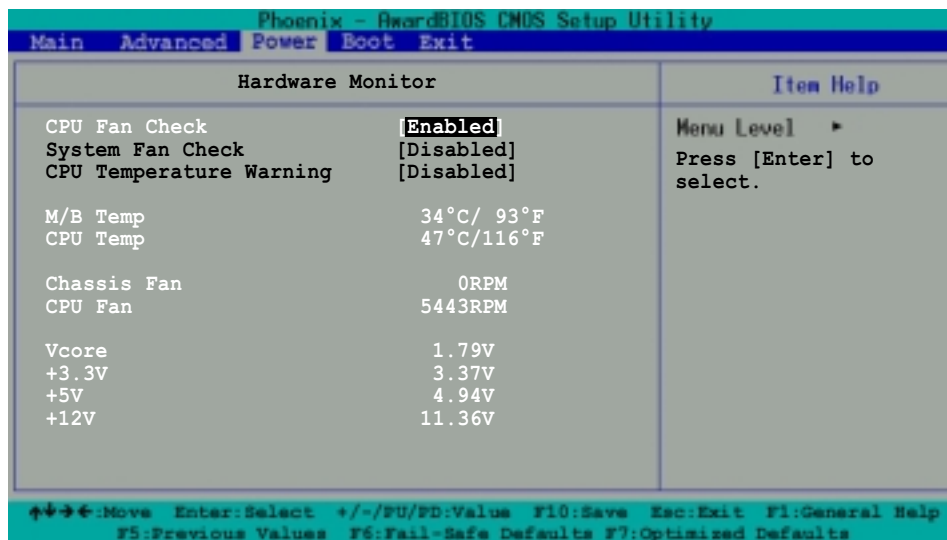 Phoenix - AwardBIOS CMOS Setup Utility
Main Advanced Power Boot Exit
Hardware Monitor
Item Help
CPU Fan Check [Enabled]
System Fan Check [Disabled]
CPU Temperature Warning [Disabled]
Menu Level ►
Press [Enter] to
select.
M/B Temp 34°C/ 93°F
CPU Temp 47°C/116°F
Chassis Fan 0RPM
CPU Fan 5443RPM
Vcore 1.79V
+3.3V 3.37V
+5V 4.94V
+12V 11.36V
↑↓→←:Move Enter:Select +/-/PU/PD:Value F10:Save Esc:Exit F1:General Help
F5:Previous Values F6:Fail-Safe Defaults F7:Optimized Defaults